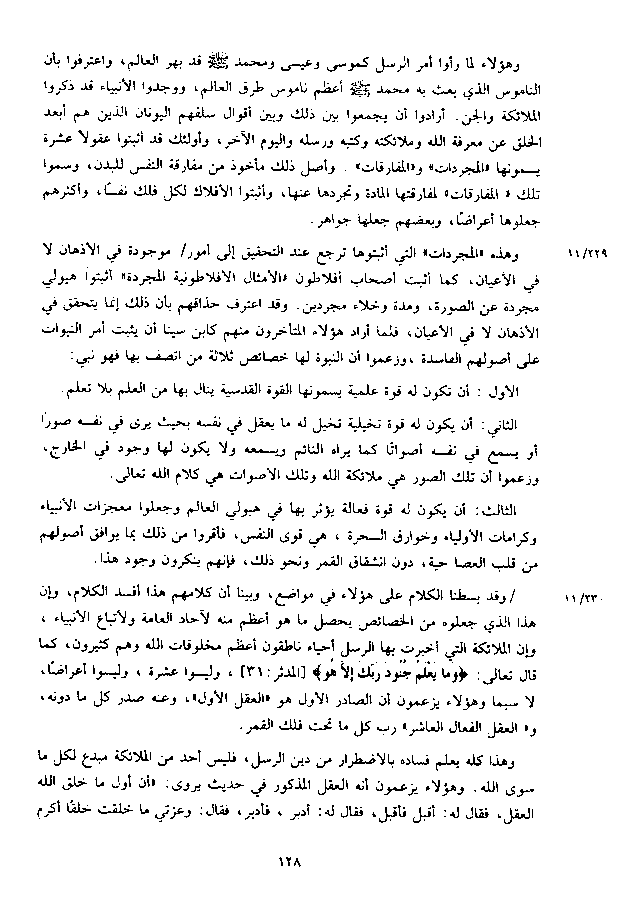 وهؤلاء لما رأوا أمر الرسل كموسى وعيسى ومحمد ﷺ قد بهر العالم، واعترفوا بأن
الناموس الذي بعث به محمد ﷺ أعظم ناموس طرق العالم، ووجدوا الأنبياء قد ذكروا
الملائكة والجن. أرادوا أن يجمعوا بين ذلك وبين أقوال سلفهم اليونان الذين هم أبعد
الخلق عن معرفة الله وملائكته وكتبه ورسله واليوم الآخر، وأولئك قد أثبتوا عقولاً عشرة
يسمونها «المجردات» و«المفارقات» . وأصل ذلك مأخوذ من مفارقة النفس للبدن، وسموا
تلك « المفارقات» لمفارقتها المادة وتجردها عنها، وأثبتوا الأفلاك لكل فلك نفسًا، وأكثرهم
جعلوها أعراضًا، وبعضهم جعلها جواهر.
١١/٢٢٩ وهذه «المجردات» التي أثبتوها ترجع عند التحقيق إلى أمور/ موجودة في الأذهان لا
في الأعيان، كما أثبت أصحاب أفلاطون «الأمثال الأفلاطونية المجردة» أثبتوا هيولي
مجردة عن الصورة، ومدة وخلاء مجردين. وقد اعترف حذاقهم بأن ذلك إنما يتحقق في
الأذهان لا في الأعيان، فلما أراد هؤلاء المتأخرون منهم كابن سينا أن يثبت أمر النبوات
على أصولهم الفاسدة ، وزعموا أن النبوة لها خصائص ثلاثة من اتصف بها فهو نبي:
الأول : أن تكون له قوة علمية يسمونها القوة القدسية ينال بها من العلم بلا تعلم.
الثاني: أن يكون له قوة تخيلية تخيل له ما يعقل في نفسه بحيث يرى في نفسه صورًا
أو يسمع في نفسه أصواتًا كما يراه النائم ويسمعه ولا يكون لها وجود في الخارج،
وزعموا أن تلك الصور هي ملائكة الله وتلك الأصوات هي كلام الله تعالى.
الثالث: أن يكون له قوة فعالة يؤثر بها في هيولي العالم وجعلوا معجزات الأنبياء
وكرامات الأولياء وخوارق السحرة ، هي قوى النفس، فأقروا من ذلك بما يوافق أصولهم
من قلب العصا حية، دون انشقاق القمر ونحو ذلك، فإنهم ينكرون وجود هذا.
١١/٢٣٠ / وقد بسطنا الكلام على هؤلاء في مواضع، وبينا أن كلامهم هذا أفسد الكلام، وإن
هذا الذي جعلوه من الخصائص يحصل ما هو أعظم منه لآحاد العامة ولأتباع الأنبياء ،
وإن الملائكة التي أخبرت بها الرسل أحياء ناطقون أعظم مخلوقات الله وهم كثيرون، كما
قال تعالى: ﴿وَمَا يَعْلَمُ جُنُودَ رَبِّكَ إِلاَّ هُوَ﴾ [المدثر:٣١] ، وليسوا عشرة ، وليسوا أعراضًا،
لا سيما وهؤلاء يزعمون أن الصادر الأول هو «العقل الأول»، وعنه صدر كل ما دونه،
و« العقل الفعال العاشر» رب كل ما تحت فلك القمر.
وهذا كله يعلم فساده بالاضطرار من دين الرسل، فليس أحد من الملائكة مبدع لكل ما
سوى الله. وهؤلاء يزعمون أنه العقل المذكور في حديث يروى: «أن أول ما خلق الله
العقل، فقال له: أقبل فأقبل، فقال له: أدبر ، فأدبر، فقال: وعزتي ما خلقت خلقًا أكرم
١٢٨